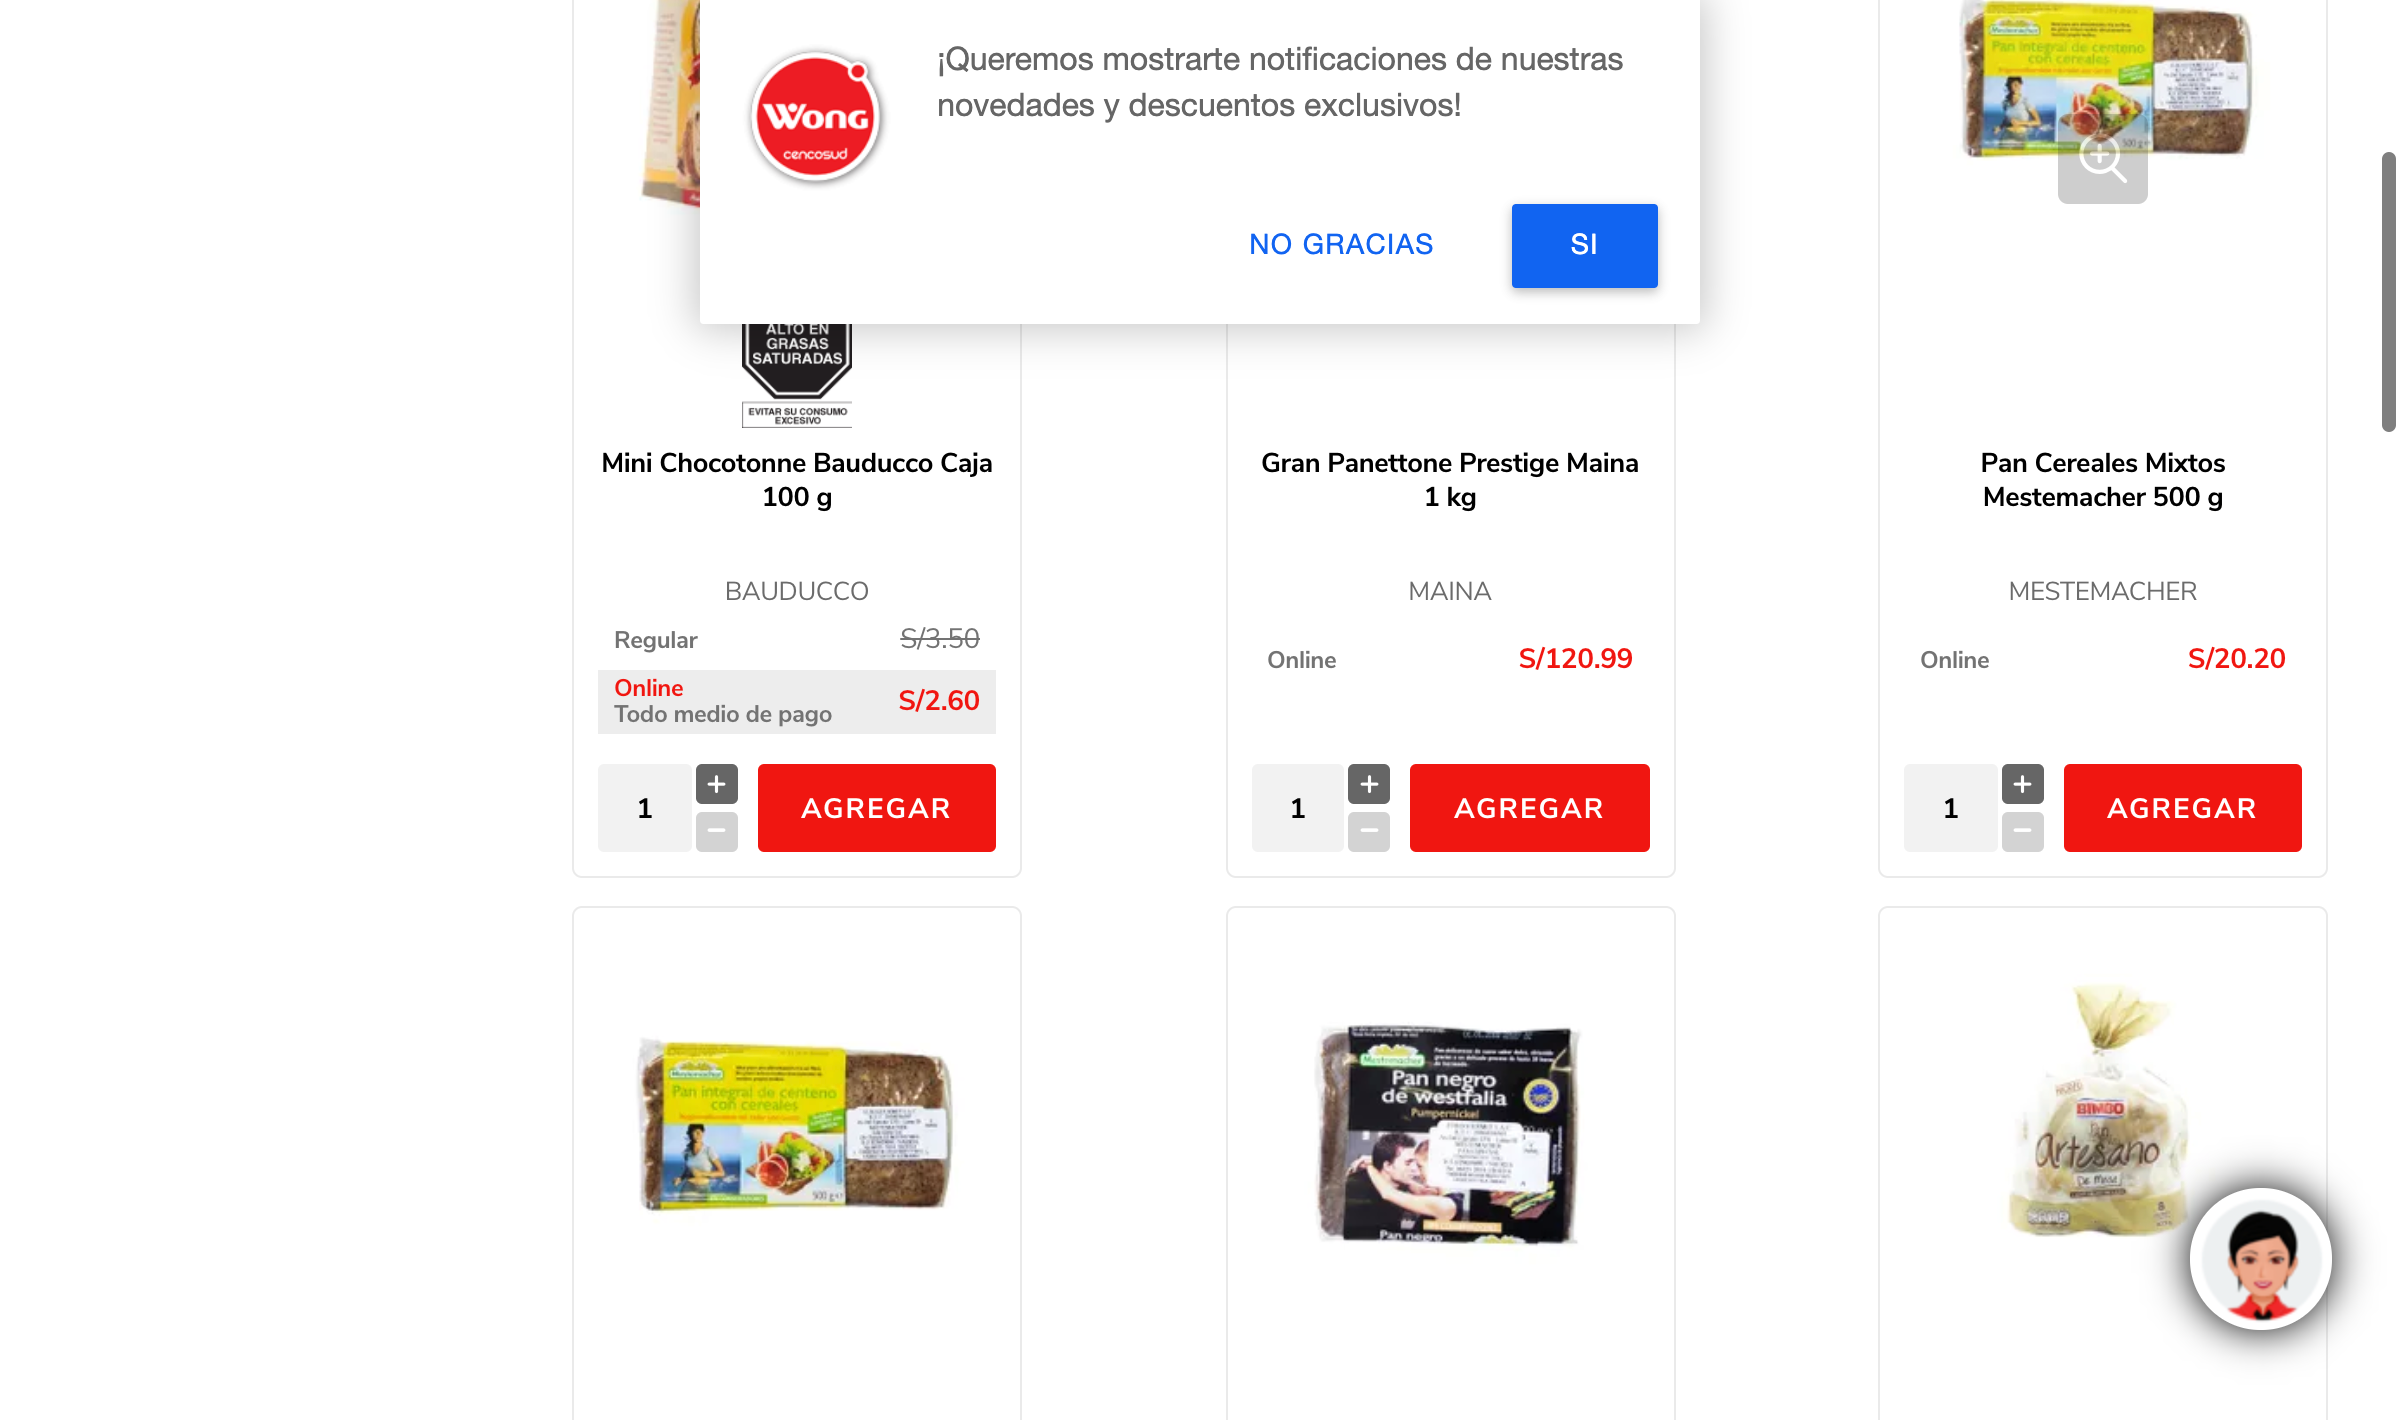 ¡Queremos mostrarte notificaciones de nuestras
novedades y descuentos exclusivos!
Wong
cencosud
NO GRACIAS
SI
Mestemacher
Pan integral de centeno
con cereales
500 g
ALTO EN
GRASAS
SATURADAS
EVITAR SU CONSUMO
EXCESIVO
Mini Chocotonne Bauducco Caja
100 g
BAUDUCCO
Regular
S/3.50
Online
Todo medio de pago
S/2.60
1
+
−
AGREGAR
Gran Panettone Prestige Maina
1 kg
MAINA
Online
S/120.99
1
+
−
AGREGAR
Pan Cereales Mixtos
Mestemacher 500 g
MESTEMACHER
Online
S/20.20
1
+
−
AGREGAR
Mestemacher
Pan integral de centeno
con cereales
500 g
Mestemacher
Pan negro
de westfalia
Pumpernickel
Pan negro
BIMBO
Pan
Artesano